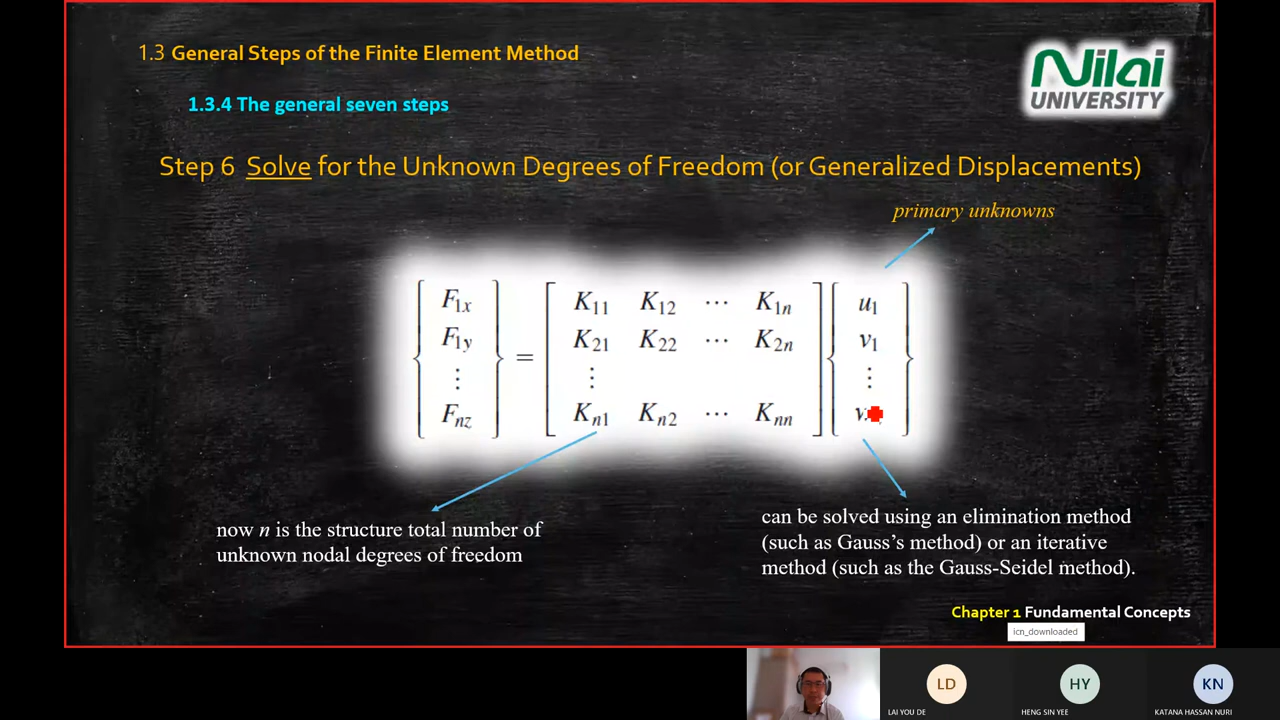 1.3 General Steps of the Finite Element Method
Nilai
UNIVERSITY
1.3.4 The general seven steps
Step 6 Solve for the Unknown Degrees of Freedom (or Generalized Displacements)
primary unknowns
F1x K11 K12 ⋯ K1n u1
F1y = K21 K22 ⋯ K2n v1
⋮ ⋮ ⋮
Fnz Kn1 Kn2 ⋯ Knn
now n is the structure total number of
unknown nodal degrees of freedom
can be solved using an elimination method
(such as Gauss's method) or an iterative
method (such as the Gauss-Seidel method).
Chapter 1 Fundamental Concepts
icn_downloaded
LD
HY
KN
LAI YOU DE
HENG SIN YEE
KATANA HASSAN NURI